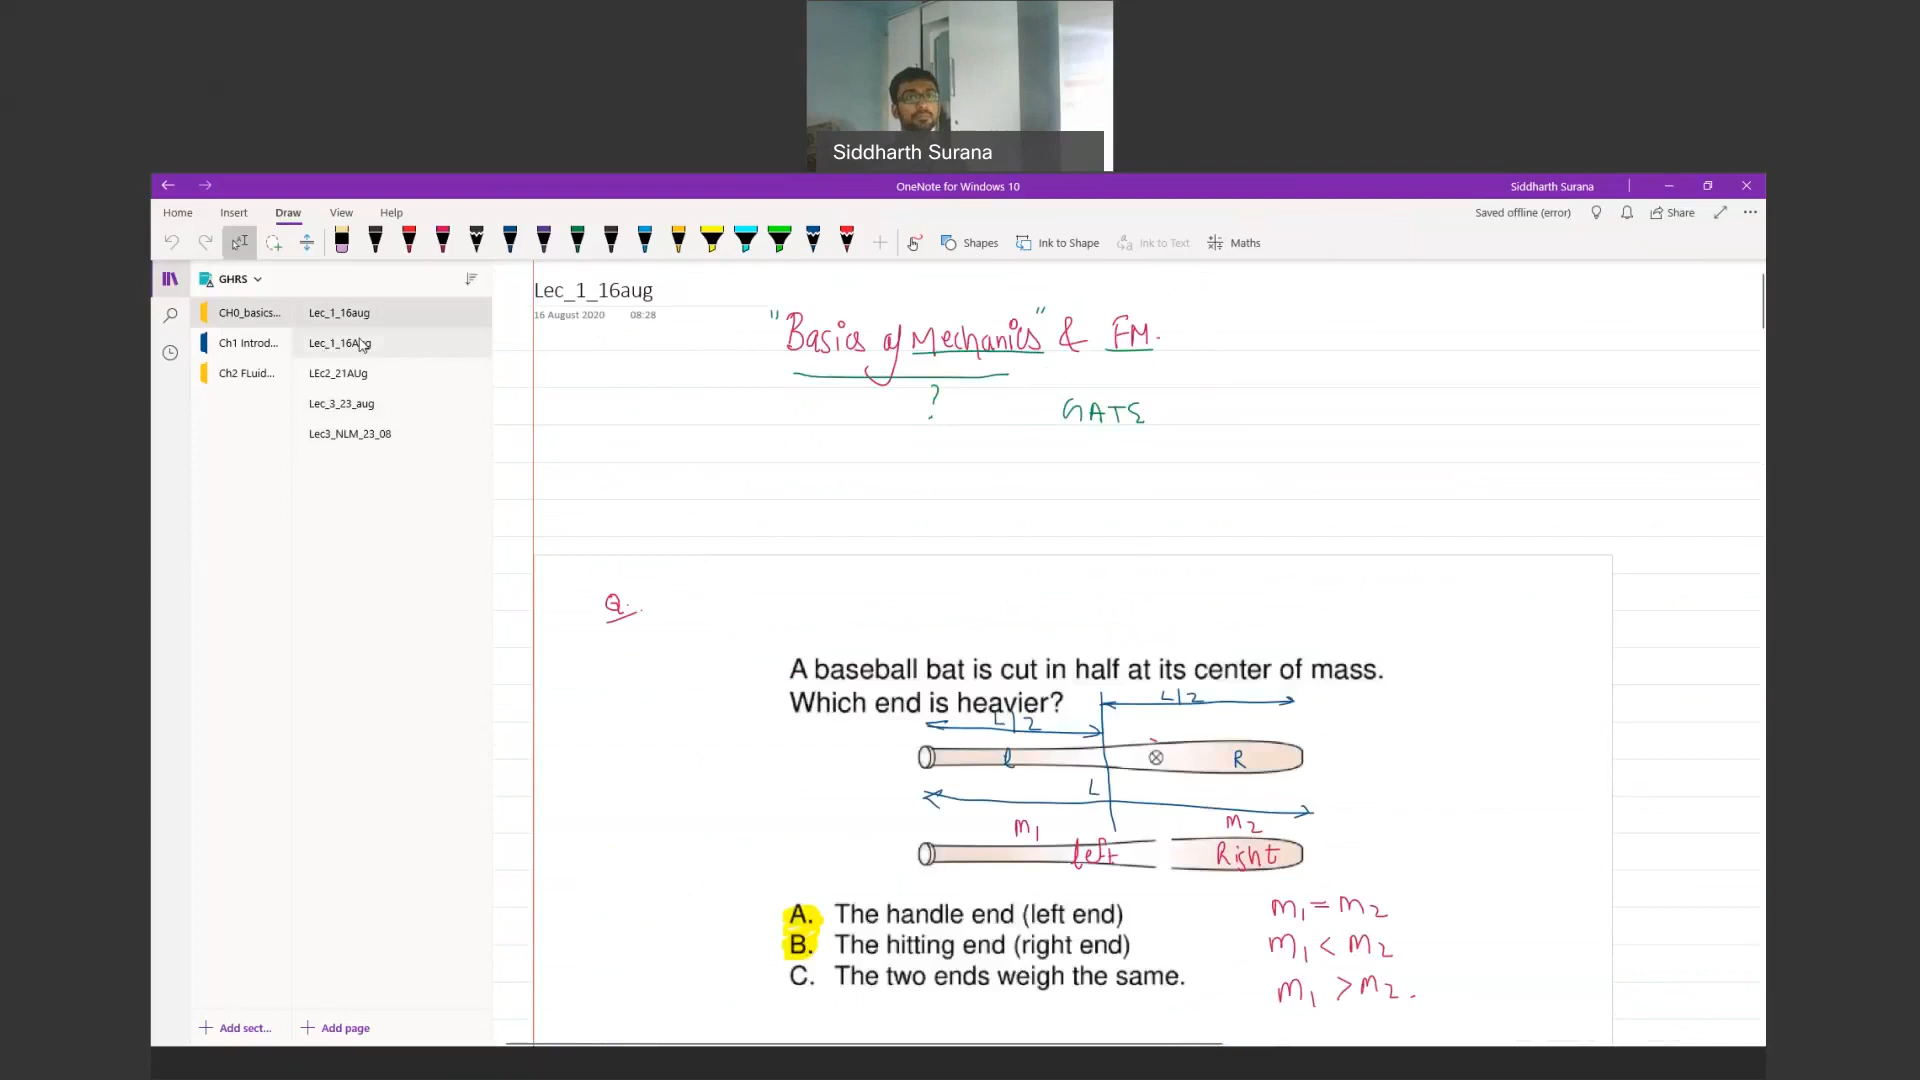 Siddharth Surana
OneNote for Windows 10
Siddharth Surana
Home Insert Draw View Help
Saved offline (error) Share
Shapes Ink to Shape Ink to Text Maths
GHRS
CH0_basics... Lec_1_16aug
Ch1 Introd... Lec_1_16Aug
Ch2 FLuid... LEc2_21AUg
Lec_3_23_aug
Lec3_NLM_23_08
Add sect... Add page
Lec_1_16aug
16 August 2020 08:28
"Basics of Mechanics" & FM.
?
GATE
Q.
A baseball bat is cut in half at its center of mass.
Which end is heavier?
L/2
L/2
l R
L
m1 m2
left Right
A. The handle end (left end)
B. The hitting end (right end)
C. The two ends weigh the same.
m1 = m2
m1 < m2
m1 > m2.